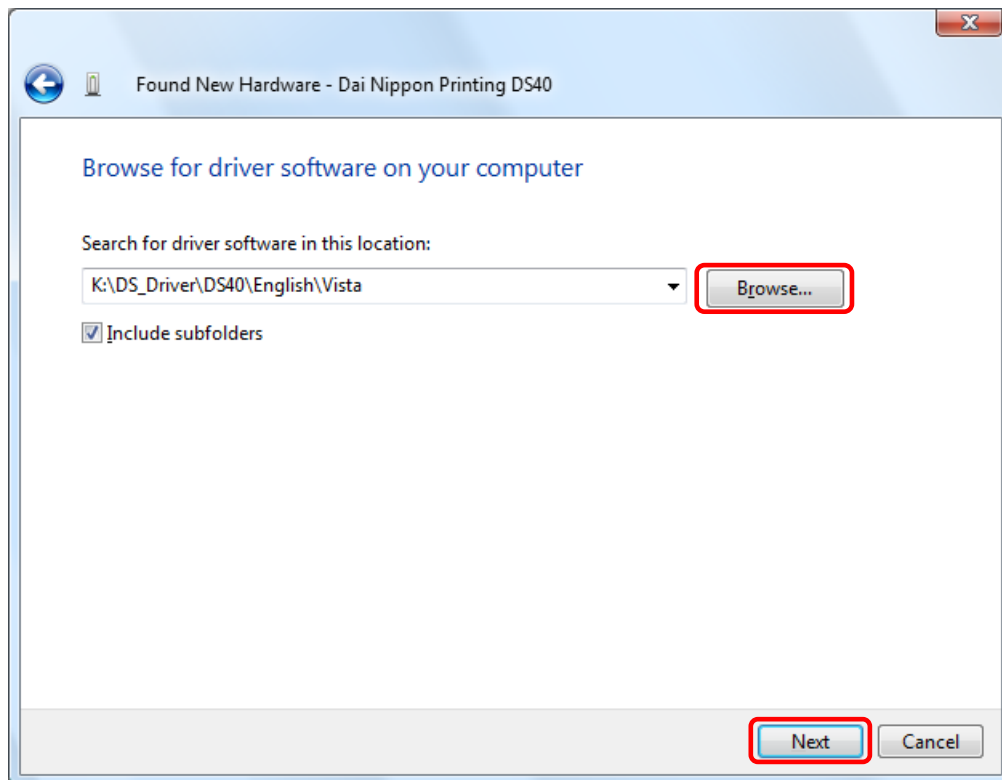 Found New Hardware - Dai Nippon Printing DS40
Browse for driver software on your computer
Search for driver software in this location:
K:\DS_Driver\DS40\English\Vista
Browse...
Include subfolders
Next
Cancel